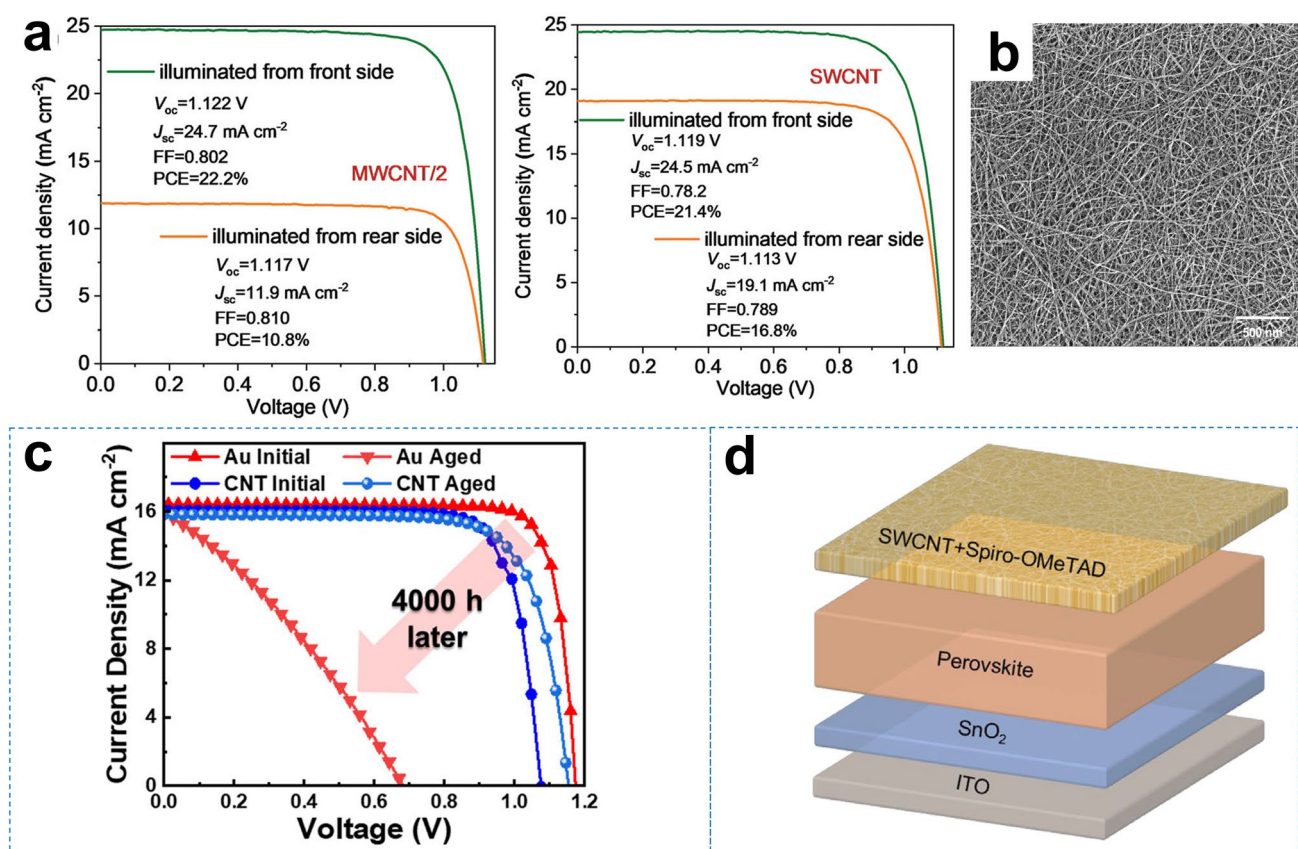 a
25
20
15
10
5
0
0.0 0.2 0.4 0.6 0.8 1.0
Current density (mA cm⁻²)
Voltage (V)
illuminated from front side
Voc=1.122 V
Jsc=24.7 mA cm⁻²
FF=0.802
PCE=22.2%
MWCNT/2
illuminated from rear side
Voc=1.117 V
Jsc=11.9 mA cm⁻²
FF=0.810
PCE=10.8%
25
20
15
10
5
0
0.0 0.2 0.4 0.6 0.8 1.0
Current density (mA cm⁻²)
Voltage (V)
SWCNT
illuminated from front side
Voc=1.119 V
Jsc=24.5 mA cm⁻²
FF=0.78.2
PCE=21.4%
illuminated from rear side
Voc=1.113 V
Jsc=19.1 mA cm⁻²
FF=0.789
PCE=16.8%
b
500 nm
c
Au Initial Au Aged
CNT Initial CNT Aged
16
12
8
4
0
0.0 0.2 0.4 0.6 0.8 1.0 1.2
Current Density (mA cm⁻²)
Voltage (V)
4000 h
later
d
SWCNT+Spiro-OMeTAD
Perovskite
SnO₂
ITO